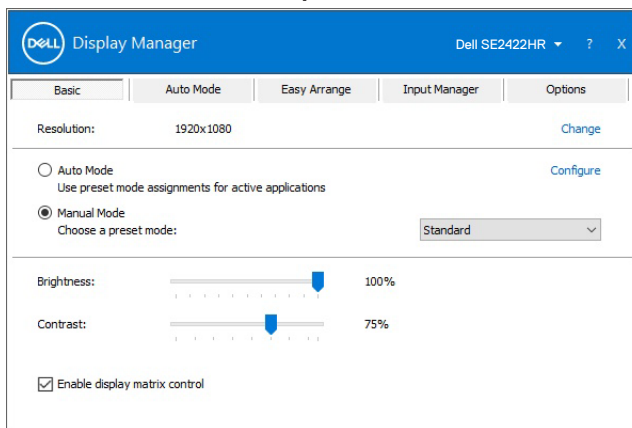 DELL Display Manager Dell SE2422HR ? X
Basic Auto Mode Easy Arrange Input Manager Options
Resolution: 1920x1080 Change
Auto Mode Configure
Use preset mode assignments for active applications
Manual Mode
Choose a preset mode: Standard
Brightness: 100%
Contrast: 75%
Enable display matrix control